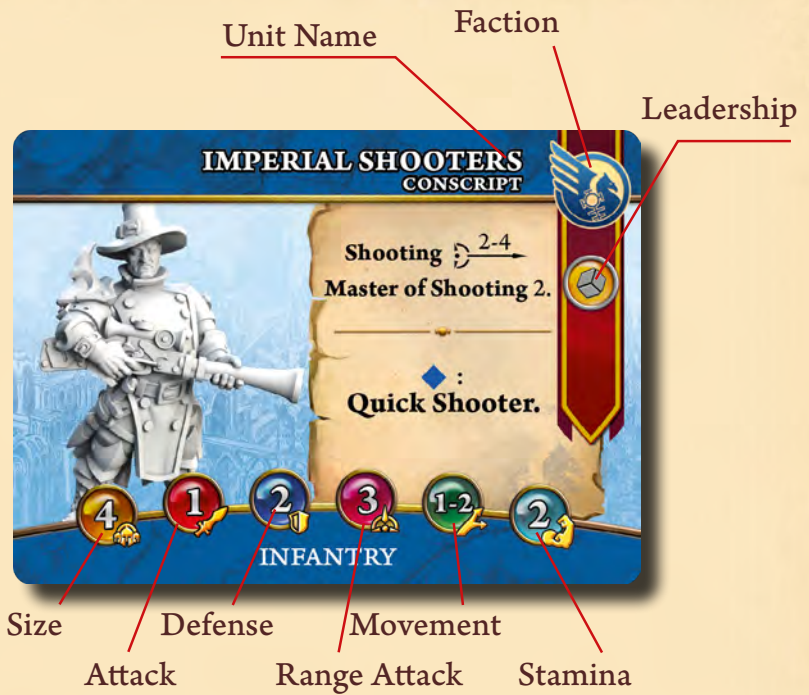 Unit Name
Faction
Leadership
IMPERIAL SHOOTERS
CONSCRIPT
Shooting 2-4
Master of Shooting 2.
:
Quick Shooter.
4 1 2 3 1-2 2
INFANTRY
Size Defense Movement
Attack Range Attack Stamina